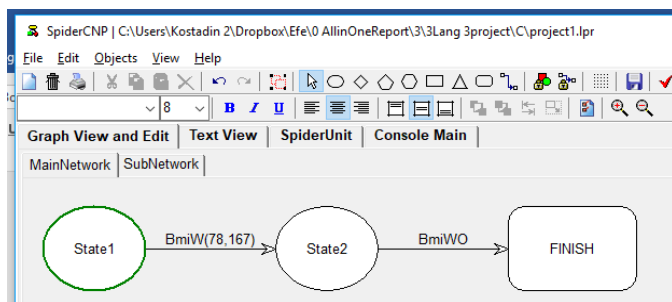 SpiderCNP | C:\Users\Kostadin 2\Dropbox\Efe\0 AllinOneReport\3\3Lang 3project\C\project1.lpr
File Edit Objects View Help
8 B I U
Graph View and Edit Text View SpiderUnit Console Main
MainNetwork SubNetwork
State1 BmiW(78,167) State2 BmiWO FINISH